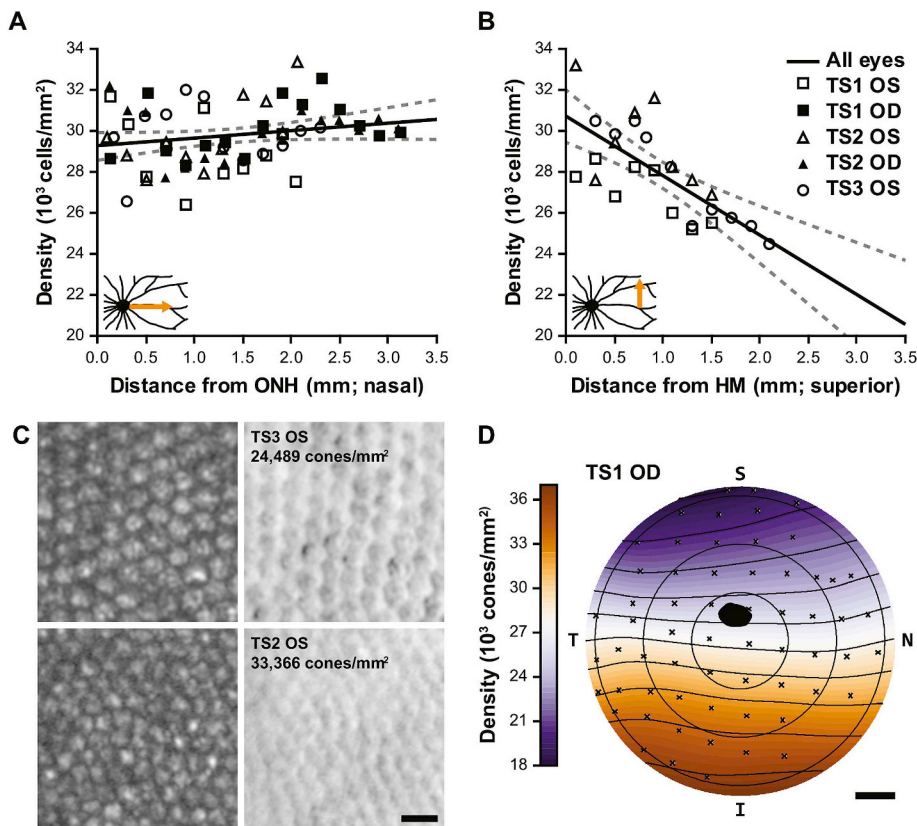 A
Density (10³ cells/mm²)
34
32
30
28
26
24
22
20
0.0 0.5 1.0 1.5 2.0 2.5 3.0 3.5
Distance from ONH (mm; nasal)
B
Density (10³ cells/mm²)
34
32
30
28
26
24
22
20
0.0 0.5 1.0 1.5 2.0 2.5 3.0 3.5
Distance from HM (mm; superior)
All eyes
TS1 OS
TS1 OD
TS2 OS
TS2 OD
TS3 OS
C
TS3 OS
24,489 cones/mm²
TS2 OS
33,366 cones/mm²
D
TS1 OD
Density (10³ cones/mm²)
36
33
30
27
24
21
18
S
T
N
I